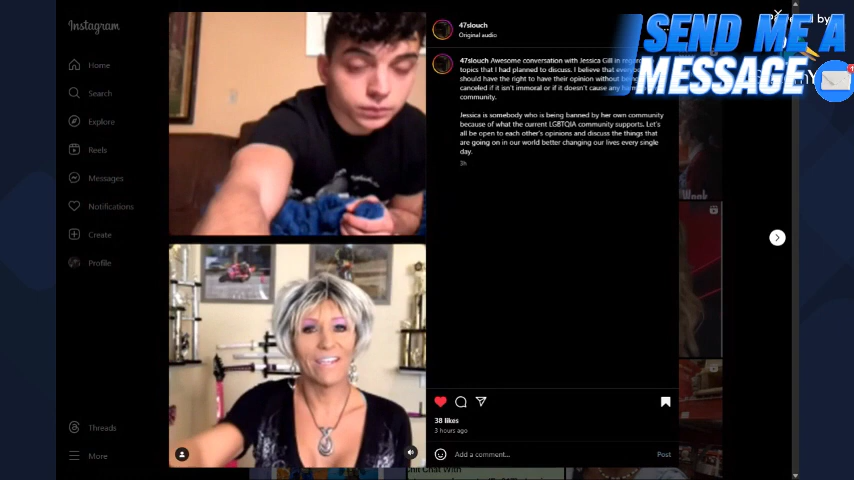 Instagram
Home
Search
Explore
Reels
Messages
Notifications
Create
Profile
Threads
More
47slouch
Original audio
47slouch Awesome conversation with Jessica Gill in
topics that I had planned to discuss. I believe that
should have the right to have their opinion without
canceled if it isn't immoral or if it doesn't cause any
community.
Jessica is somebody who is being banned by her own community
because of what the current LGBTQIA community supports. Let's
all be open to each other's opinions and discuss the things that
are going on in our world better changing our lives every single
day.
3h
38 likes
3 hours ago
Add a comment...
Post
SEND ME A
MESSAGE
by
Chat With